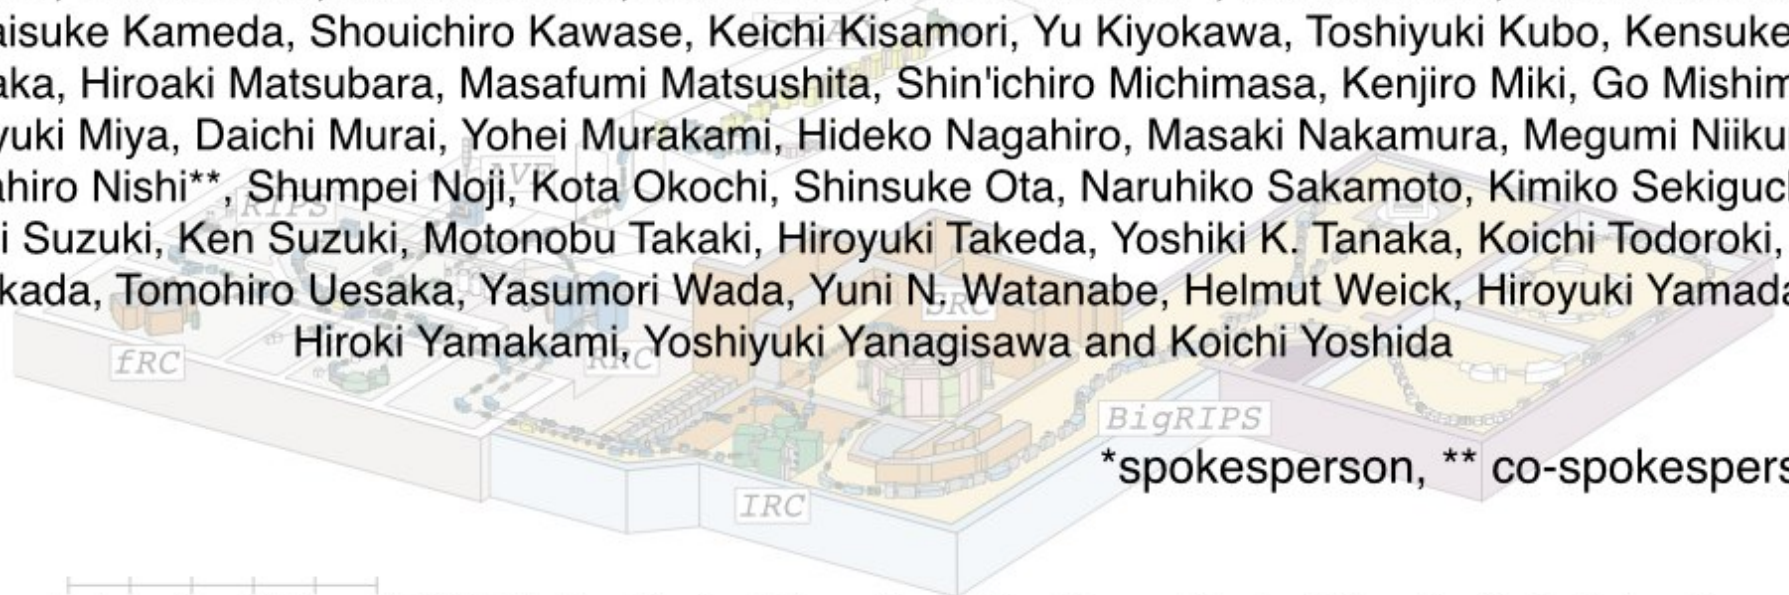 aisuke Kameda, Shouichiro Kawase, Keichi Kisamori, Yu Kiyokawa, Toshiyuki Kubo, Kensuke
aka, Hiroaki Matsubara, Masafumi Matsushita, Shin'ichiro Michimasa, Kenjiro Miki, Go Mishim
yuki Miya, Daichi Murai, Yohei Murakami, Hideko Nagahiro, Masaki Nakamura, Megumi Niiku
ahiro Nishi**, Shumpei Noji, Kota Okochi, Shinsuke Ota, Naruhiko Sakamoto, Kimiko Sekiguch
RIPS
i Suzuki, Ken Suzuki, Motonobu Takaki, Hiroyuki Takeda, Yoshiki K. Tanaka, Koichi Todoroki,
kada, Tomohiro Uesaka, Yasumori Wada, Yuni N. Watanabe, Helmut Weick, Hiroyuki Yamada
SRC
Hiroki Yamakami, Yoshiyuki Yanagisawa and Koichi Yoshida
fRC
RRC
BigRIPS
*spokesperson, ** co-spokespers
IRC